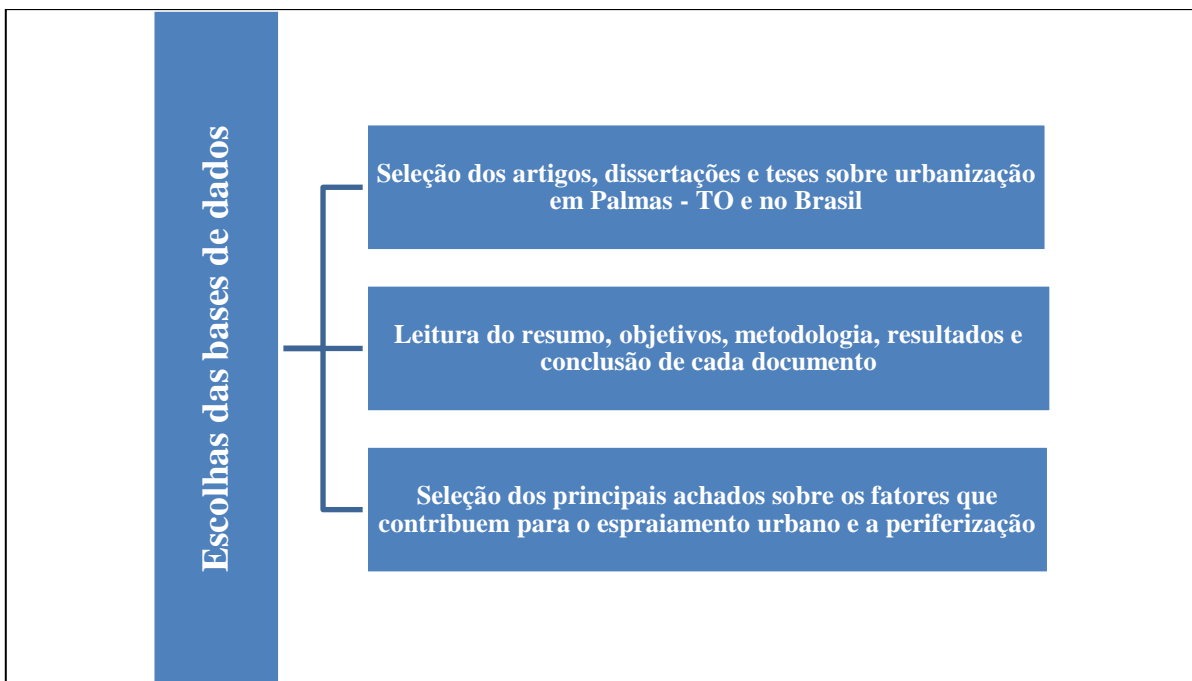 Escolhas das bases de dados
Seleção dos artigos, dissertações e teses sobre urbanização
em Palmas - TO e no Brasil
Leitura do resumo, objetivos, metodologia, resultados e
conclusão de cada documento
Seleção dos principais achados sobre os fatores que
contribuem para o espraiamento urbano e a periferização